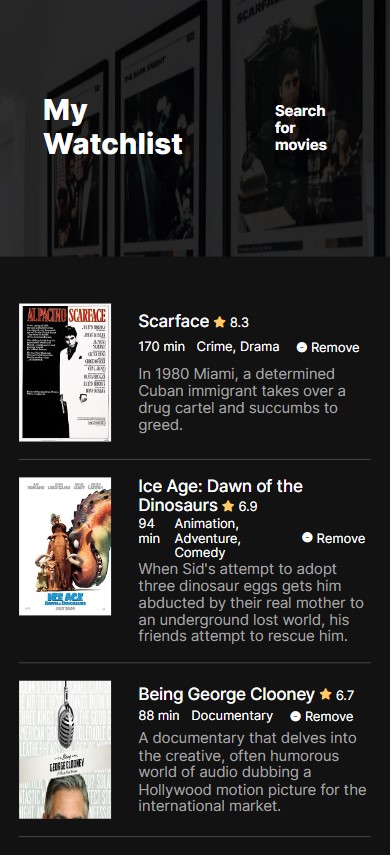 THE DARK KNIGHT
My
Watchlist
Search
for
movies
AL PACINO SCARFACE
Scarface 8.3
170 min Crime, Drama Remove
In 1980 Miami, a determined
Cuban immigrant takes over a
drug cartel and succumbs to
greed.
Ice Age: Dawn of the
Dinosaurs 6.9
94
min
Animation,
Adventure,
Comedy
Remove
ICE AGE
When Sid's attempt to adopt
three dinosaur eggs gets him
abducted by their real mother to
an underground lost world, his
friends attempt to rescue him.
Being George Clooney 6.7
88 min Documentary Remove
GEORGE CLOONEY
A documentary that delves into
the creative, often humorous
world of audio dubbing a
Hollywood motion picture for the
international market.